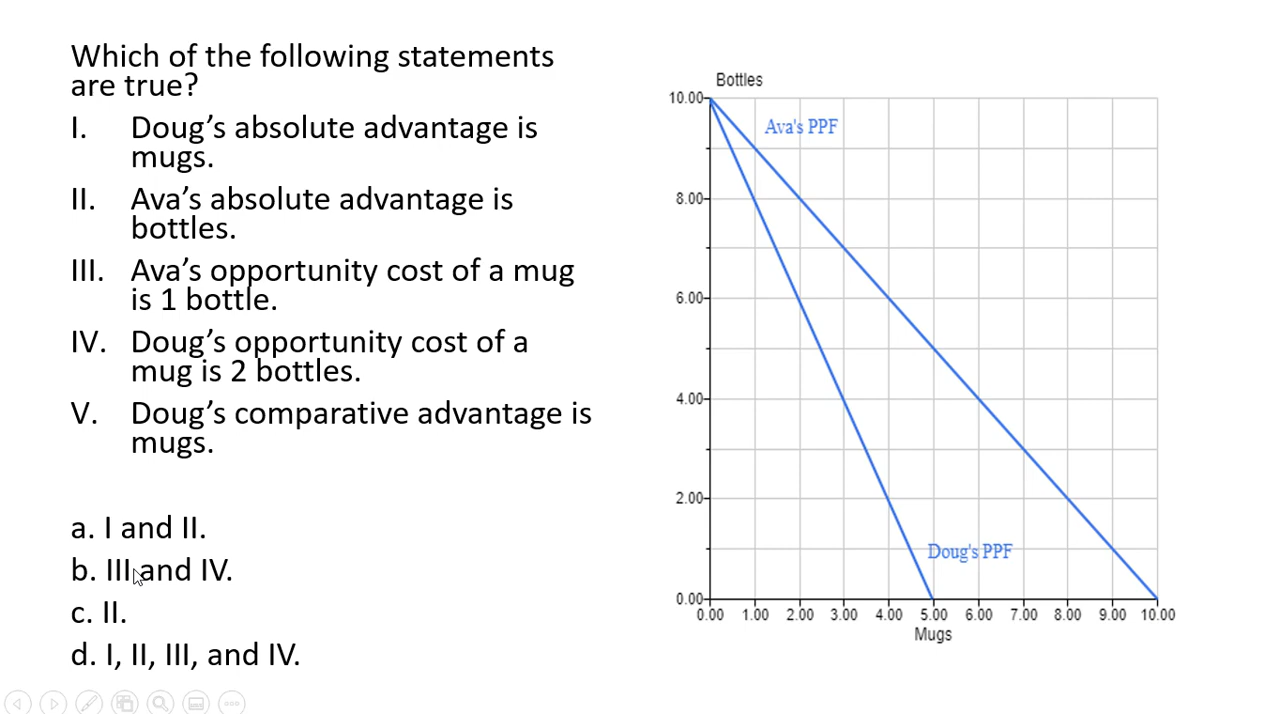 Which of the following statements
are true?
I. Doug’s absolute advantage is
mugs.
II. Ava’s absolute advantage is
bottles.
III. Ava’s opportunity cost of a mug
is 1 bottle.
IV. Doug’s opportunity cost of a
mug is 2 bottles.
V. Doug’s comparative advantage is
mugs.
a. I and II.
b. III and IV.
c. II.
d. I, II, III, and IV.
Bottles
10.00
Ava's PPF
8.00
6.00
4.00
2.00
Doug's PPF
0.00
0.00 1.00 2.00 3.00 4.00 5.00 6.00 7.00 8.00 9.00 10.00
Mugs